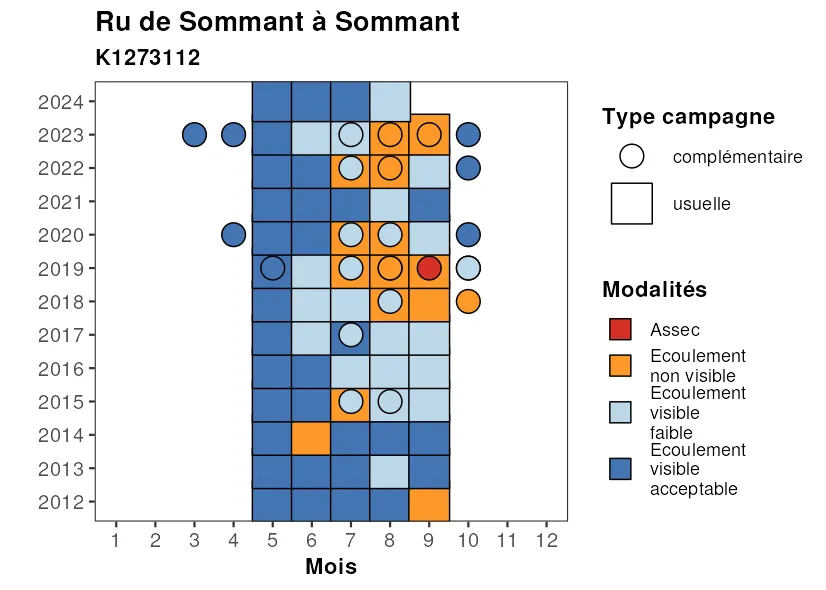 Ru de Sommant à Sommant
K1273112
2024
2023
2022
2021
2020
2019
2018
2017
2016
2015
2014
2013
2012
1 2 3 4 5 6 7 8 9 10 11 12
Mois
Type campagne
complémentaire
usuelle
Modalités
Assec
Ecoulement
non visible
Ecoulement
visible
faible
Ecoulement
visible
acceptable